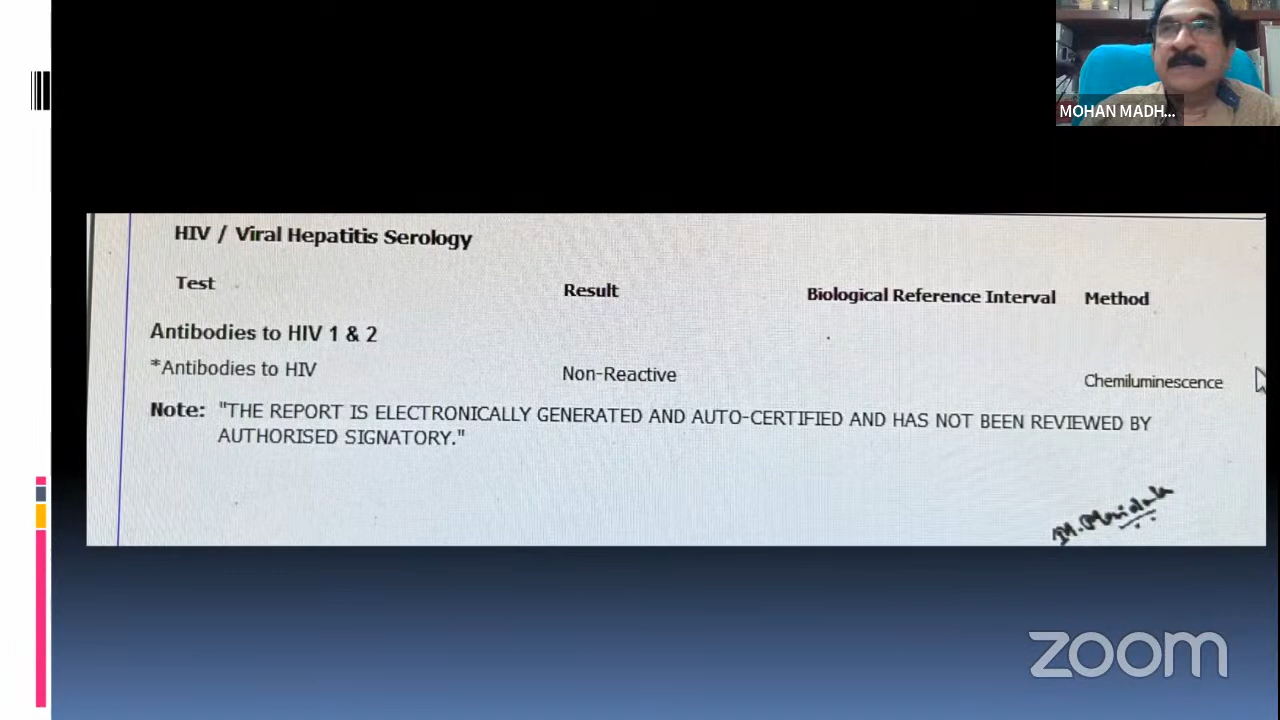 MOHAN MADH...
HIV / Viral Hepatitis Serology
Test Result Biological Reference Interval Method
Antibodies to HIV 1 & 2
*Antibodies to HIV Non-Reactive Chemiluminescence
Note: "THE REPORT IS ELECTRONICALLY GENERATED AND AUTO-CERTIFIED AND HAS NOT BEEN REVIEWED BY
AUTHORISED SIGNATORY."
zoom